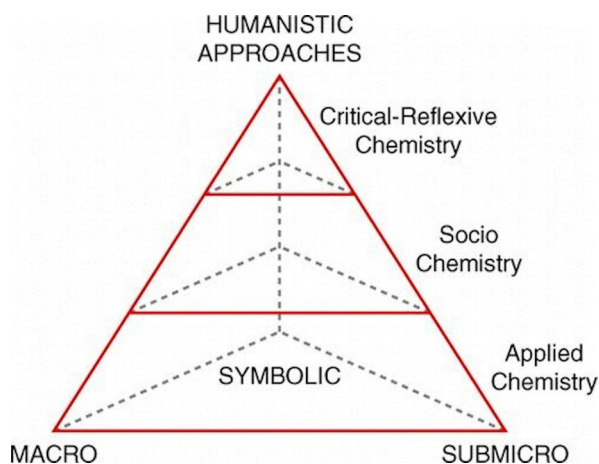 HUMANISTIC
APPROACHES
Critical-Reflexive
Chemistry
Socio
Chemistry
Applied
Chemistry
SYMBOLIC
MACRO
SUBMICRO